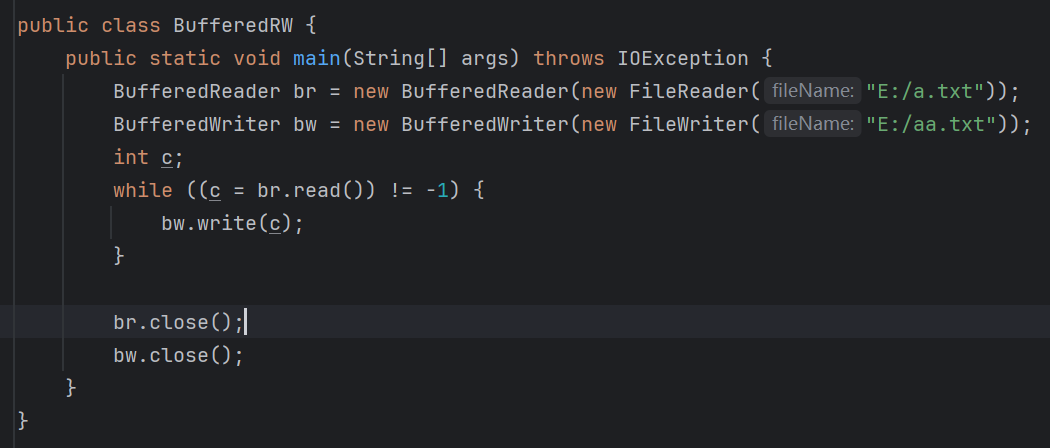 public class BufferedRW {
    public static void main(String[] args) throws IOException {
        BufferedReader br = new BufferedReader(new FileReader( fileName: "E:/a.txt"));
        BufferedWriter bw = new BufferedWriter(new FileWriter( fileName: "E:/aa.txt"));
        int c;
        while ((c = br.read()) != -1) {
            bw.write(c);
        }
        br.close();
        bw.close();
    }
}